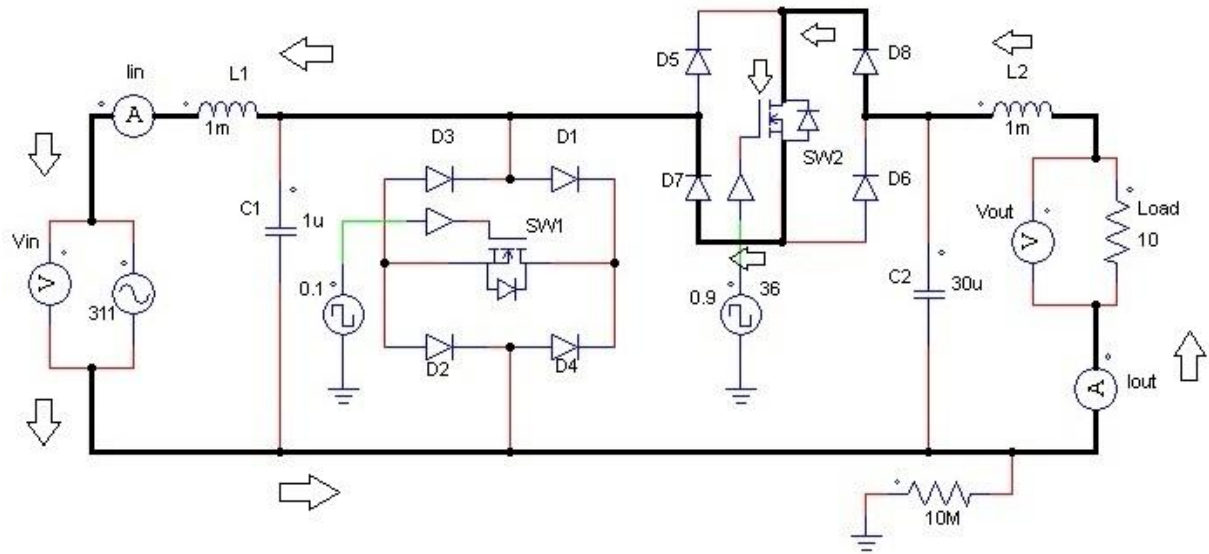 Iin
A
L1
1m
Vin
V
311
C1
1u
D3
D1
SW1
0.1
D2
D4
D5
D8
SW2
D7
D6
0.9
36
L2
1m
Vout
V
Load
10
C2
30u
A
Iout
10M